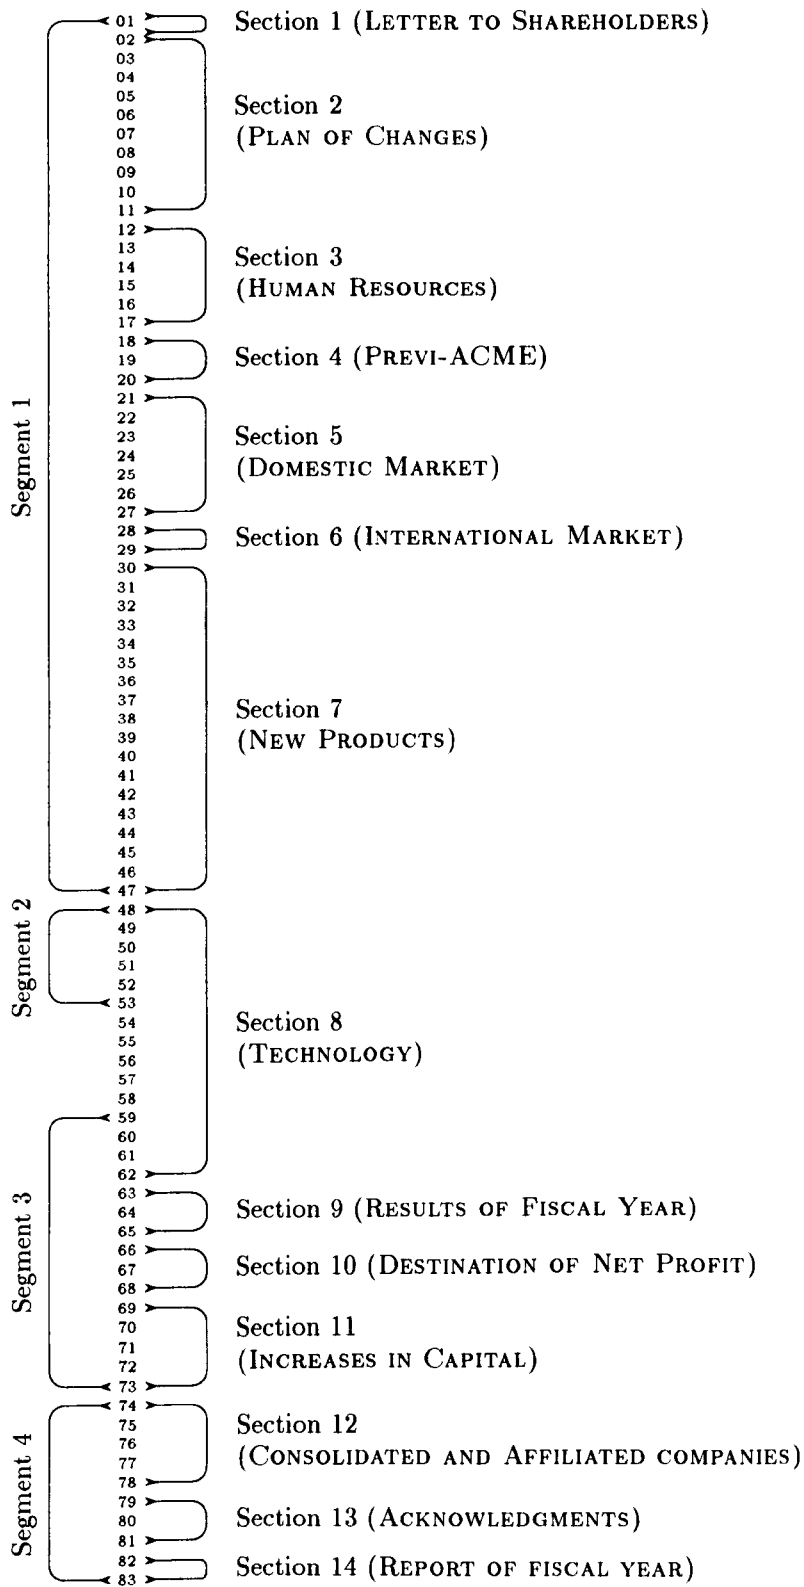 01 Section 1 (LETTER TO SHAREHOLDERS)
02
03
04
05
06 Section 2
07 (PLAN OF CHANGES)
08
09
10
11
12
13 Section 3
14
15 (HUMAN RESOURCES)
16
17
18
19 Section 4 (PREVI-ACME)
20
21
22
23 Section 5
24 (DOMESTIC MARKET)
25
26
27
28 Section 6 (INTERNATIONAL MARKET)
29
30
Segment 1
31
32
33
34
35
36
37
38 Section 7
39 (NEW PRODUCTS)
40
41
42
43
44
45
46
47
48
49
50
51
52
53
Segment 2
54 Section 8
55 (TECHNOLOGY)
56
57
58
59
60
61
62
63
64 Section 9 (RESULTS OF FISCAL YEAR)
65
66
67 Section 10 (DESTINATION OF NET PROFIT)
68
69
70 Section 11
71
72 (INCREASES IN CAPITAL)
73
Segment 3
74
75 Section 12
76
77 (CONSOLIDATED AND AFFILIATED COMPANIES)
78
79
80 Section 13 (ACKNOWLEDGMENTS)
81
82 Section 14 (REPORT OF FISCAL YEAR)
83
Segment 4